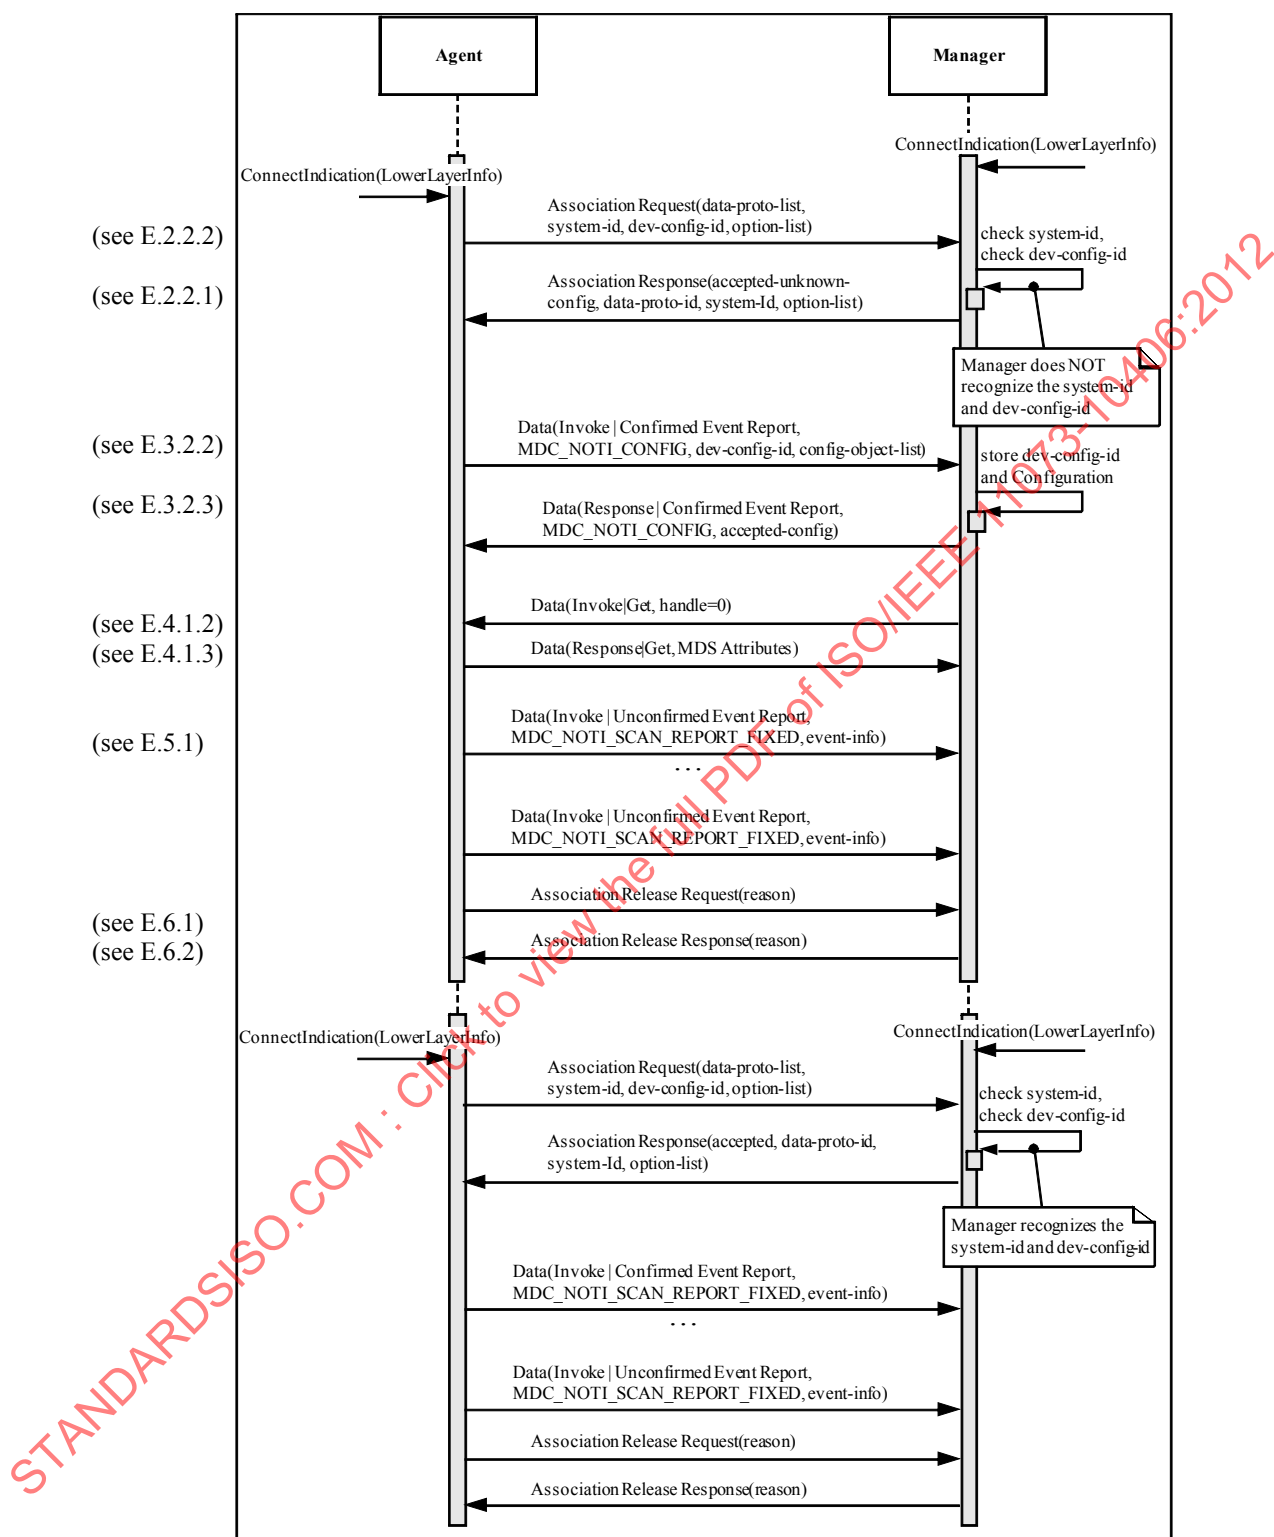 Agent
Manager
ConnectIndication(LowerLayerInfo)
ConnectIndication(LowerLayerInfo)
Association Request(data-proto-list,
system-id, dev-config-id, option-list)
(see E.2.2.2)
check system-id,
check dev-config-id
Association Response(accepted-unknown-
config, data-proto-id, system-Id, option-list)
(see E.2.2.1)
Manager does NOT
recognize the system-id
and dev-config-id
Data(Invoke | Confirmed Event Report,
MDC_NOTI_CONFIG, dev-config-id, config-object-list)
(see E.3.2.2)
store dev-config-id
and Configuration
(see E.3.2.3)
Data(Response | Confirmed Event Report,
MDC_NOTI_CONFIG, accepted-config)
Data(Invoke|Get, handle=0)
(see E.4.1.2)
Data(Response|Get, MDS Attributes)
(see E.4.1.3)
Data(Invoke | Unconfirmed Event Report,
MDC_NOTI_SCAN_REPORT_FIXED, event-info)
(see E.5.1)
. . .
Data(Invoke | Unconfirmed Event Report,
MDC_NOTI_SCAN_REPORT_FIXED, event-info)
Association Release Request(reason)
(see E.6.1)
Association Release Response(reason)
(see E.6.2)
ConnectIndication(LowerLayerInfo)
ConnectIndication(LowerLayerInfo)
Association Request(data-proto-list,
system-id, dev-config-id, option-list)
check system-id,
check dev-config-id
Association Response(accepted, data-proto-id,
system-Id, option-list)
Manager recognizes the
system-id and dev-config-id
Data(Invoke | Confirmed Event Report,
MDC_NOTI_SCAN_REPORT_FIXED, event-info)
. . .
Data(Invoke | Unconfirmed Event Report,
MDC_NOTI_SCAN_REPORT_FIXED, event-info)
Association Release Request(reason)
Association Release Response(reason)
STANDARDSISO.COM : Click to view the full PDF of ISO/IEEE 11073-10406:2012